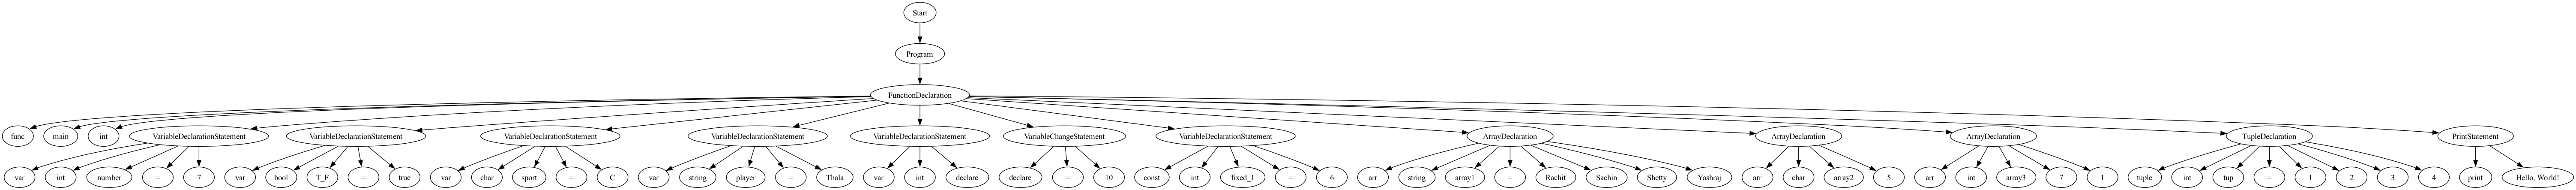 Start
Program
FunctionDeclaration
func main int VariableDeclarationStatement VariableDeclarationStatement VariableDeclarationStatement VariableDeclarationStatement VariableDeclarationStatement VariableChangeStatement VariableDeclarationStatement ArrayDeclaration ArrayDeclaration ArrayDeclaration TupleDeclaration PrintStatement
var int number = 7 var bool T_F = true var char sport = C var string player = Thala var int declare declare = 10 const int fixed_1 = 6 arr string array1 = Rachit Sachin Shetty Yashraj arr char array2 5 arr int array3 7 1 tuple int tup = 1 2 3 4 print Hello, World!